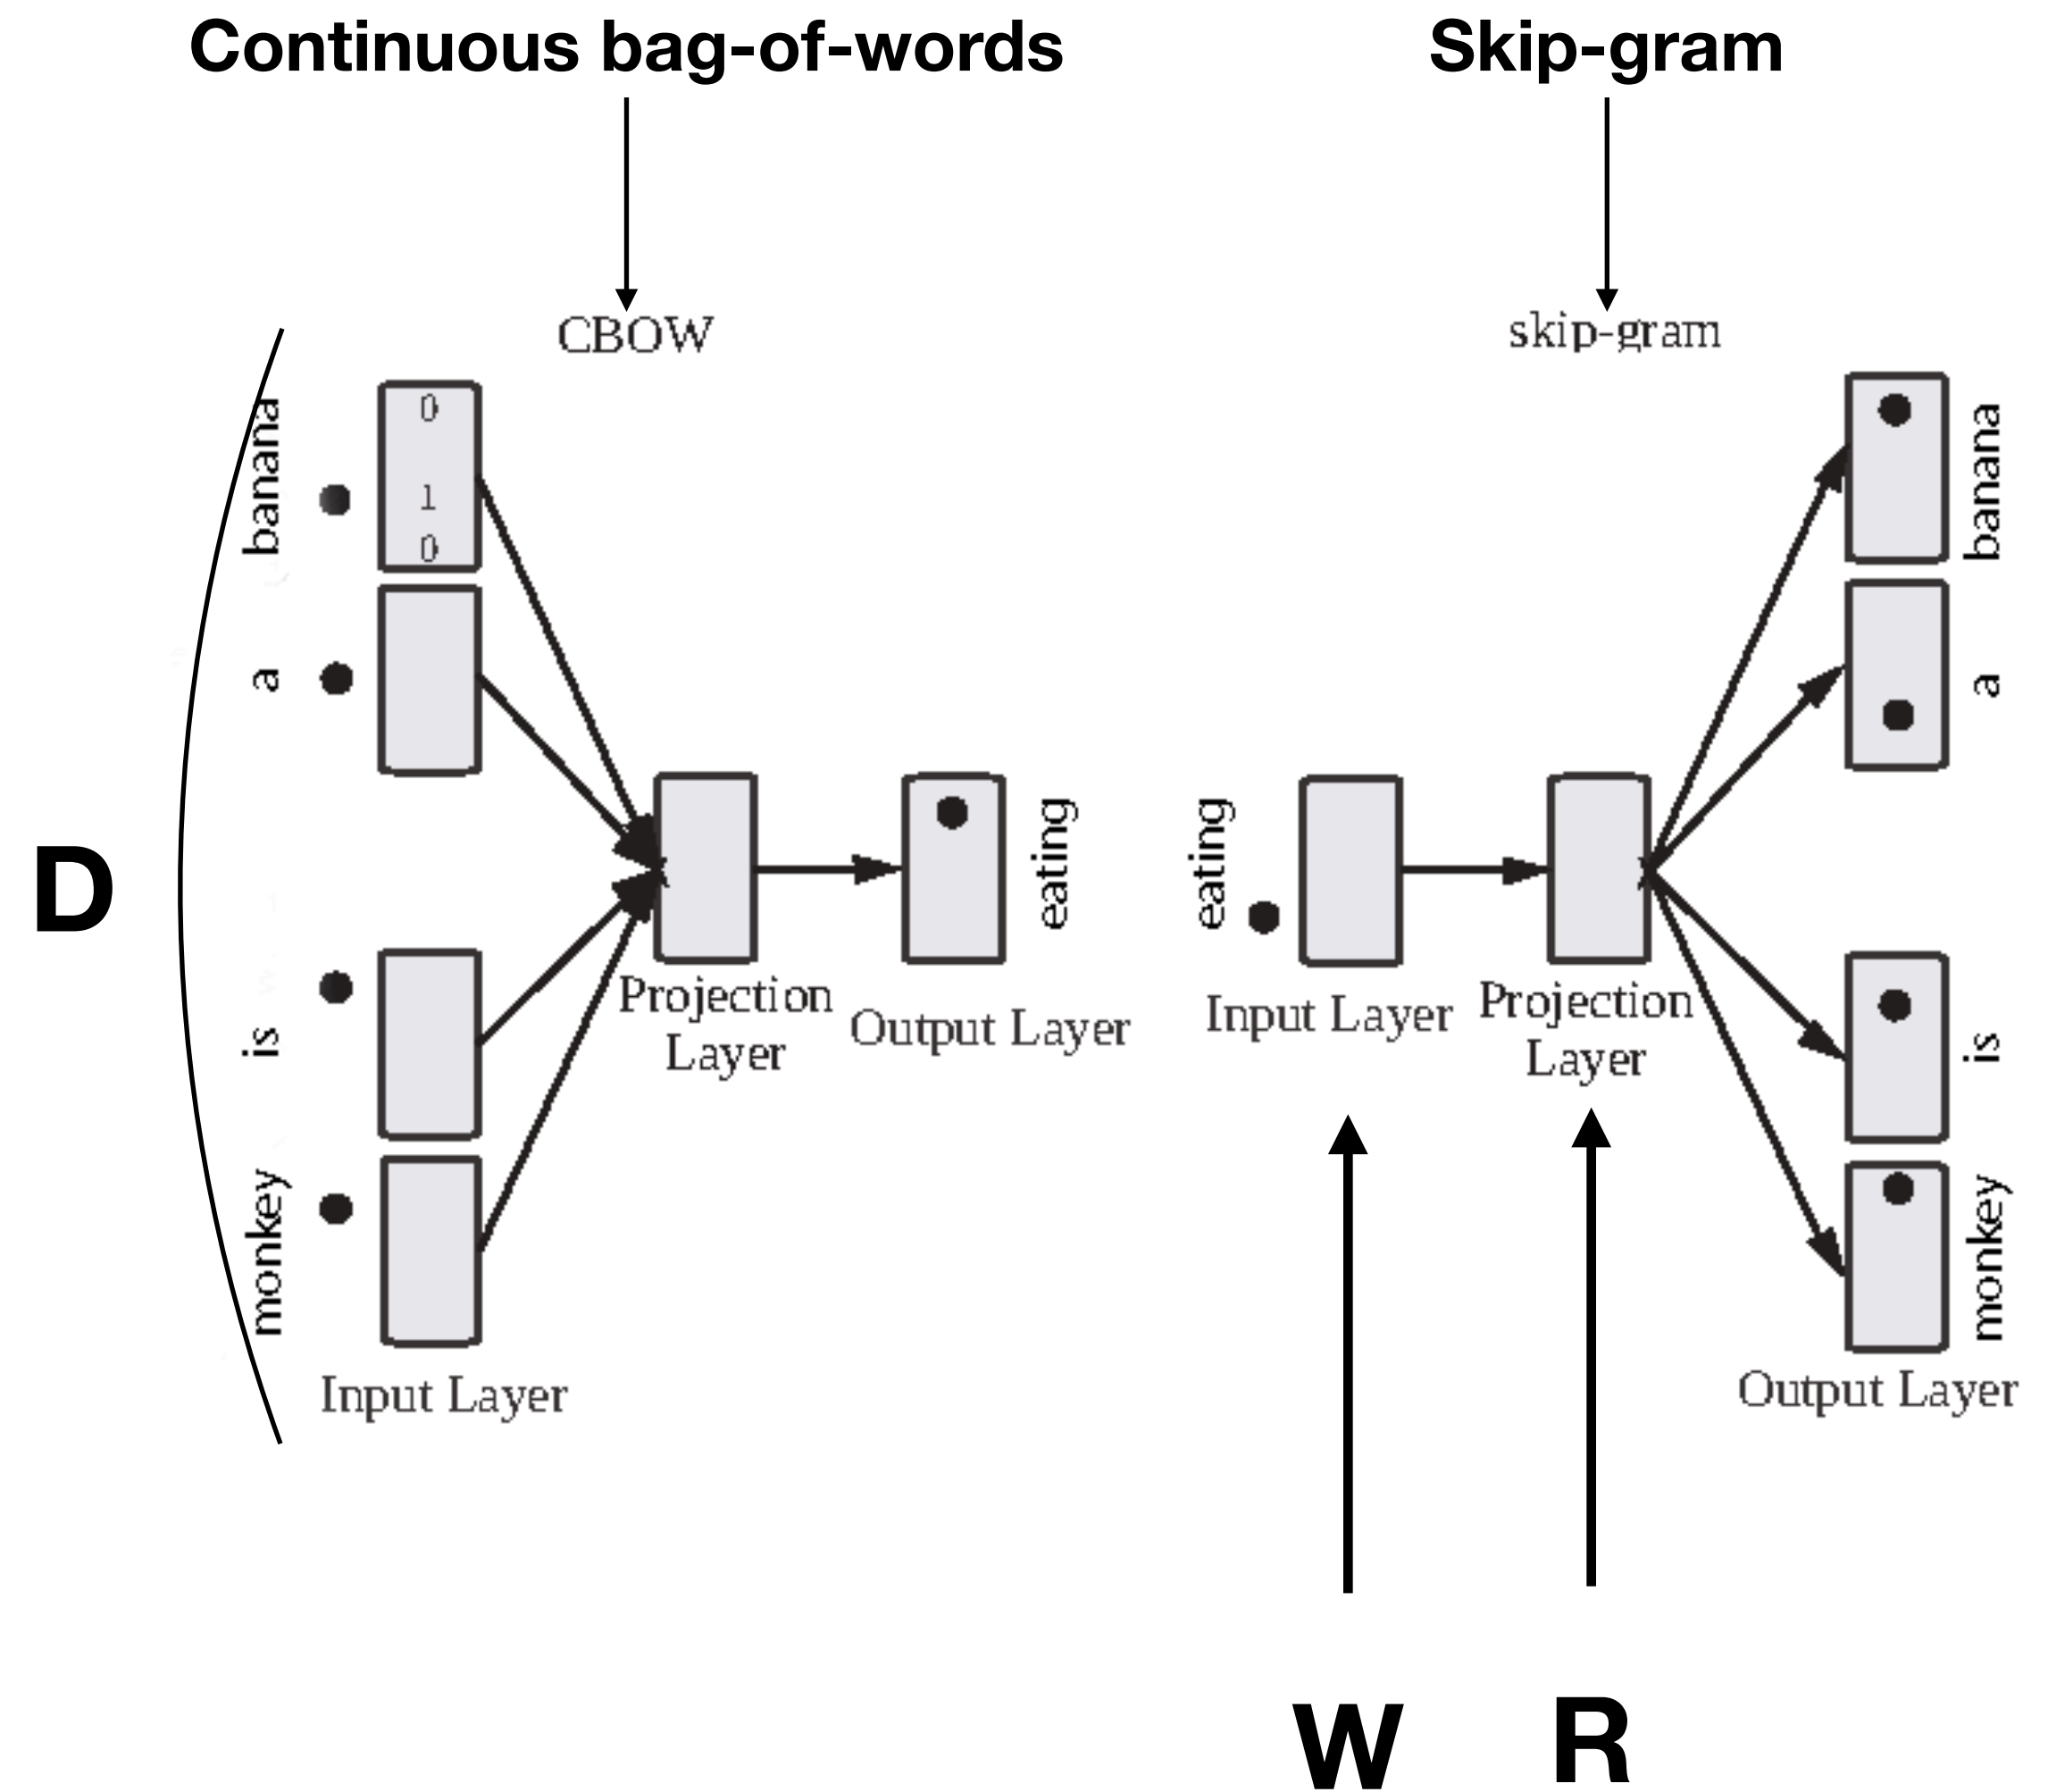 Continuous bag-of-words
Skip-gram
CBOW
skip-gram
banana
0
1
0
a
is
monkey
D
Input Layer
Projection
Layer
Output Layer
eating
eating
Input Layer
Projection
Layer
banana
a
is
monkey
Output Layer
W
R